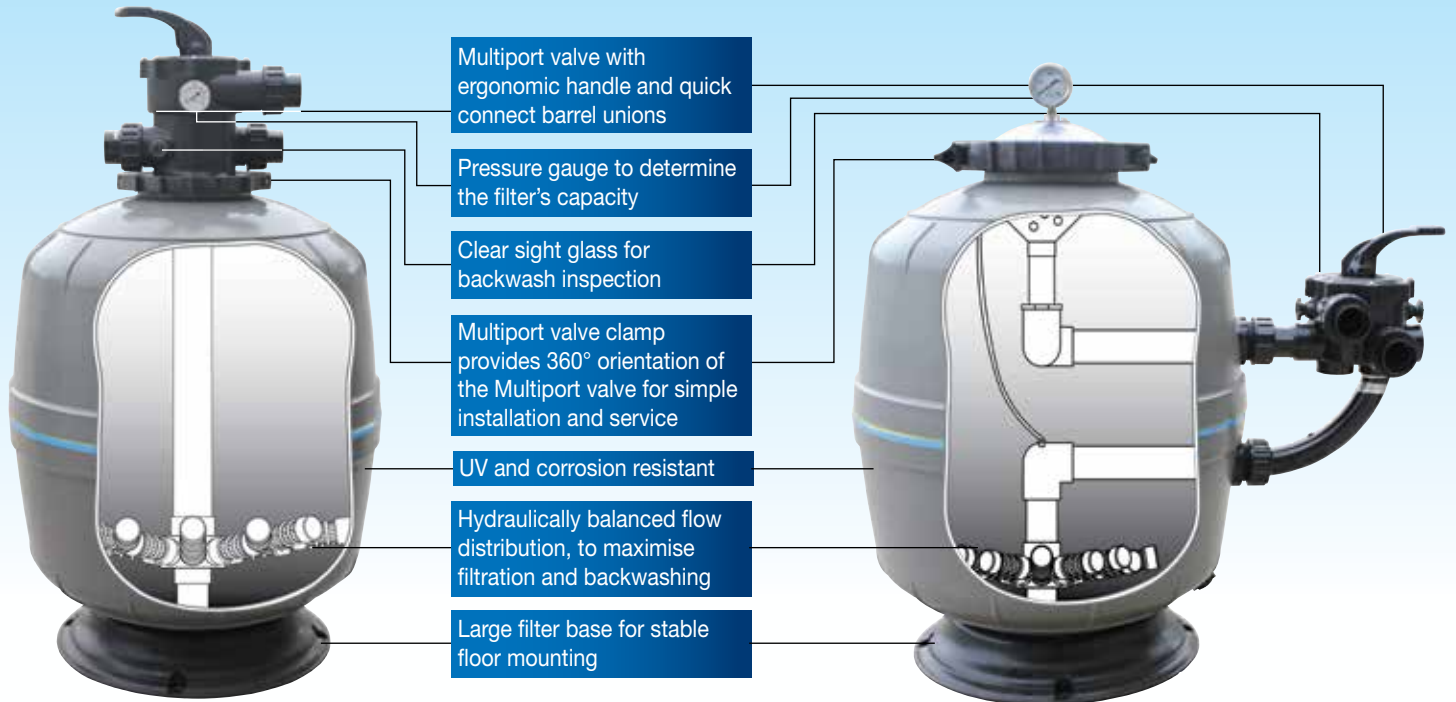 Multiport valve with
ergonomic handle and quick
connect barrel unions
Pressure gauge to determine
the filter’s capacity
Clear sight glass for
backwash inspection
Multiport valve clamp
provides 360° orientation of
the Multiport valve for simple
installation and service
UV and corrosion resistant
Hydraulically balanced flow
distribution, to maximise
filtration and backwashing
Large filter base for stable
floor mounting